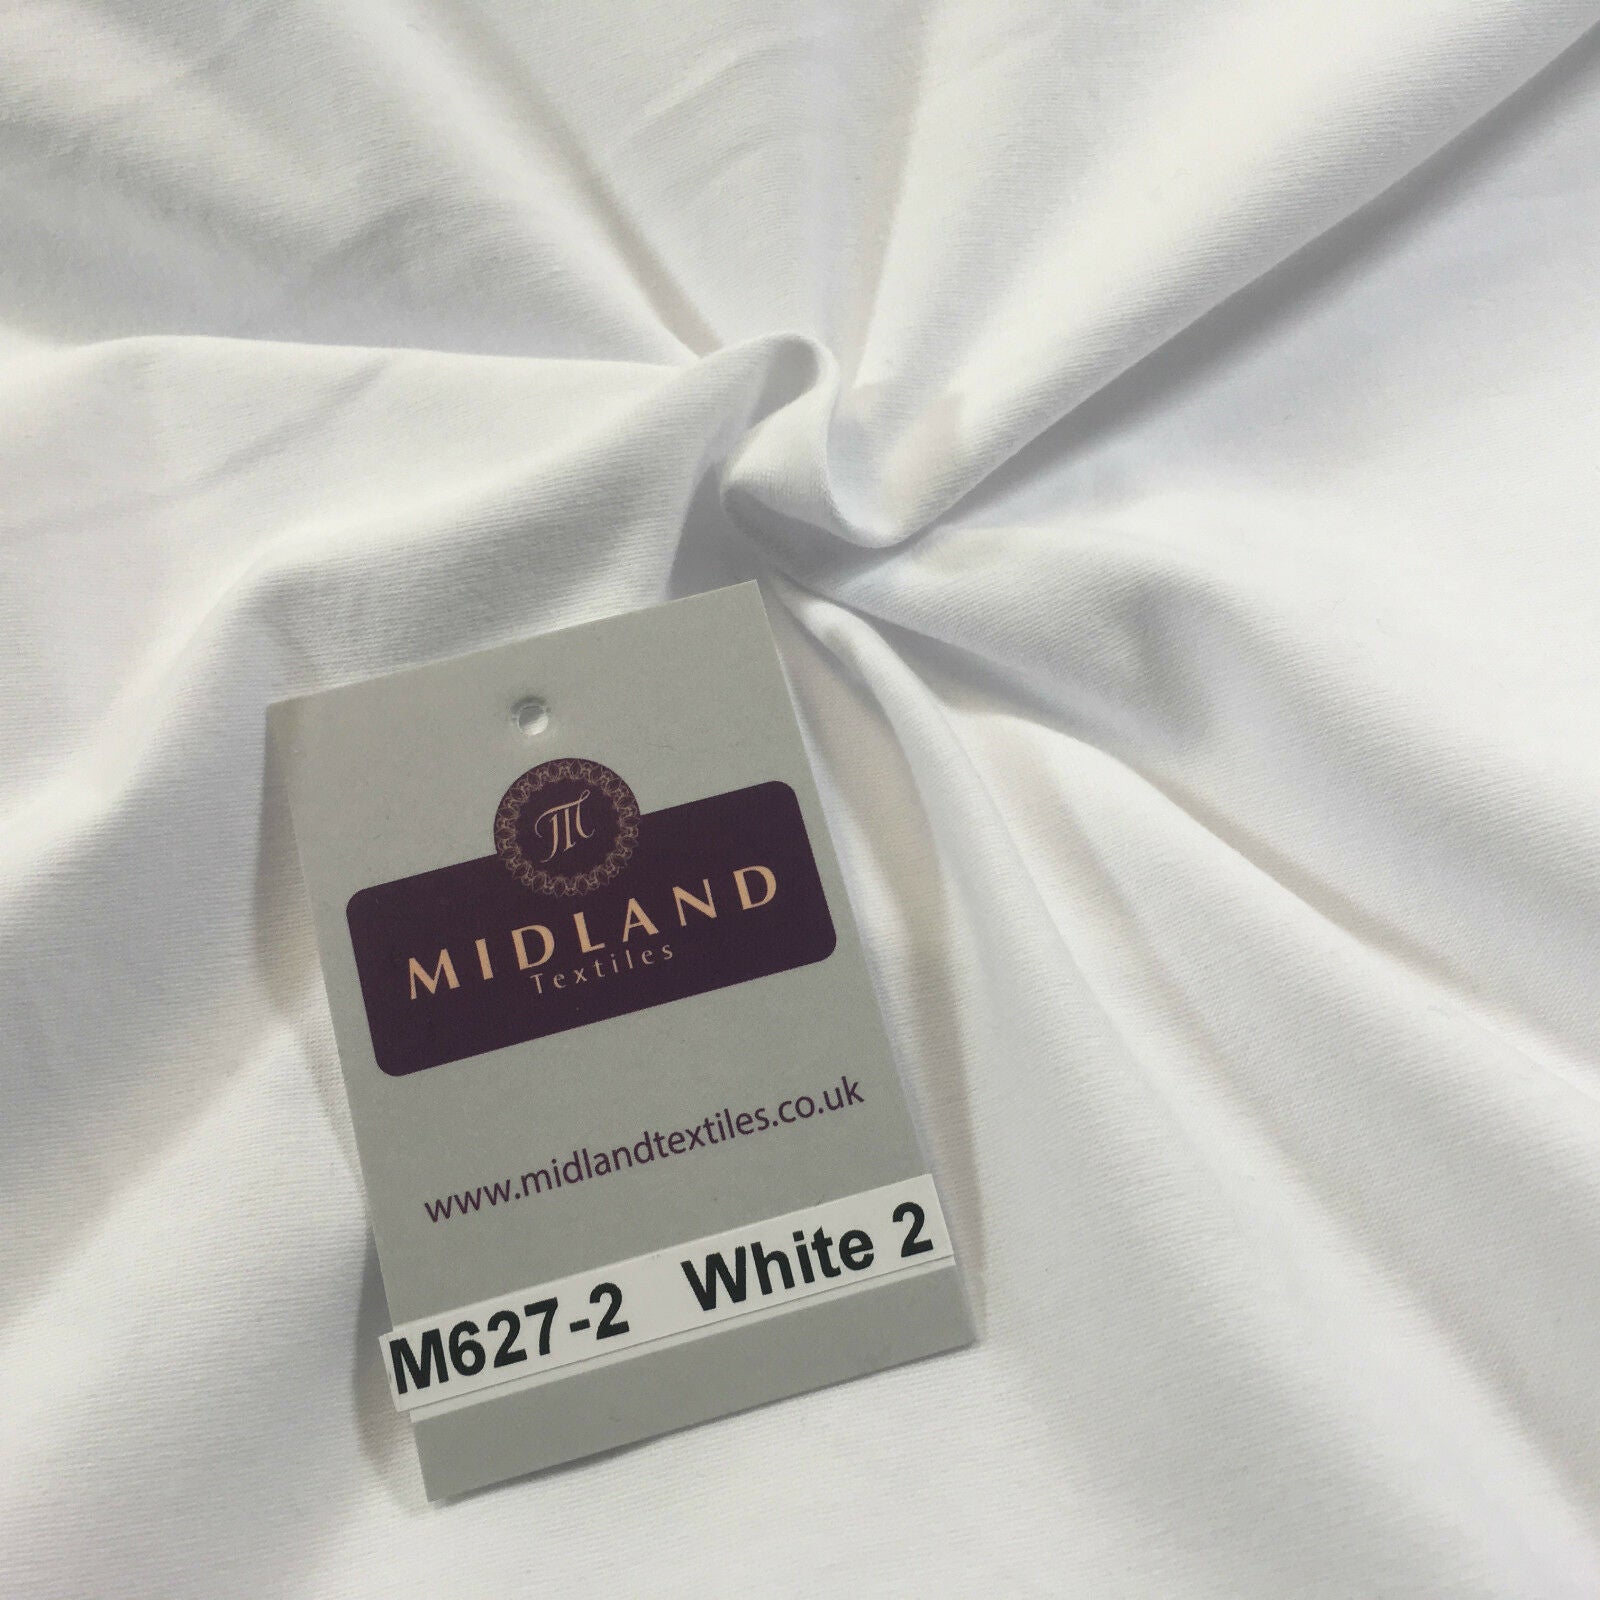 M
MIDLAND
Textiles
www.midlandtextiles.co.uk
M627-2 White 2